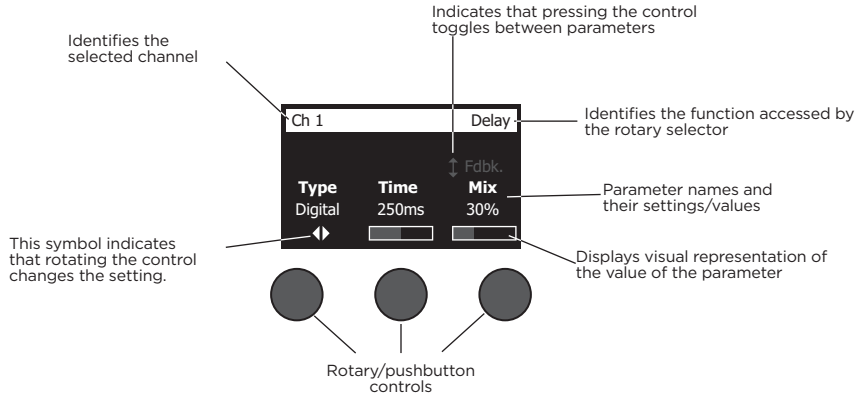 Indicates that pressing the control
toggles between parameters
Identifies the
selected channel
Ch 1
Delay
Identifies the function accessed by
the rotary selector
Fdbk.
Type
Time
Mix
Digital
250ms
30%
Parameter names and
their settings/values
This symbol indicates
that rotating the control
changes the setting.
Displays visual representation of
the value of the parameter
Rotary/pushbutton
controls